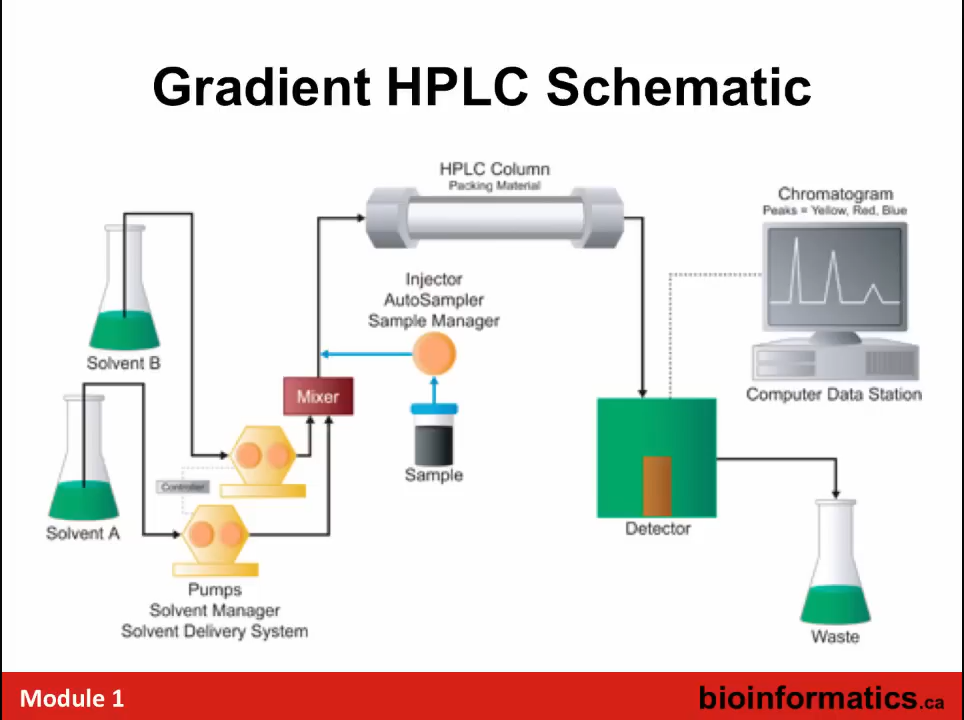 Gradient HPLC Schematic
HPLC Column
Packing Material
Chromatogram
Peaks = Yellow, Red, Blue
Injector
AutoSampler
Sample Manager
Solvent B
Mixer
Computer Data Station
Sample
Controller
Solvent A
Detector
Pumps
Solvent Manager
Solvent Delivery System
Waste
Module 1
bioinformatics.ca